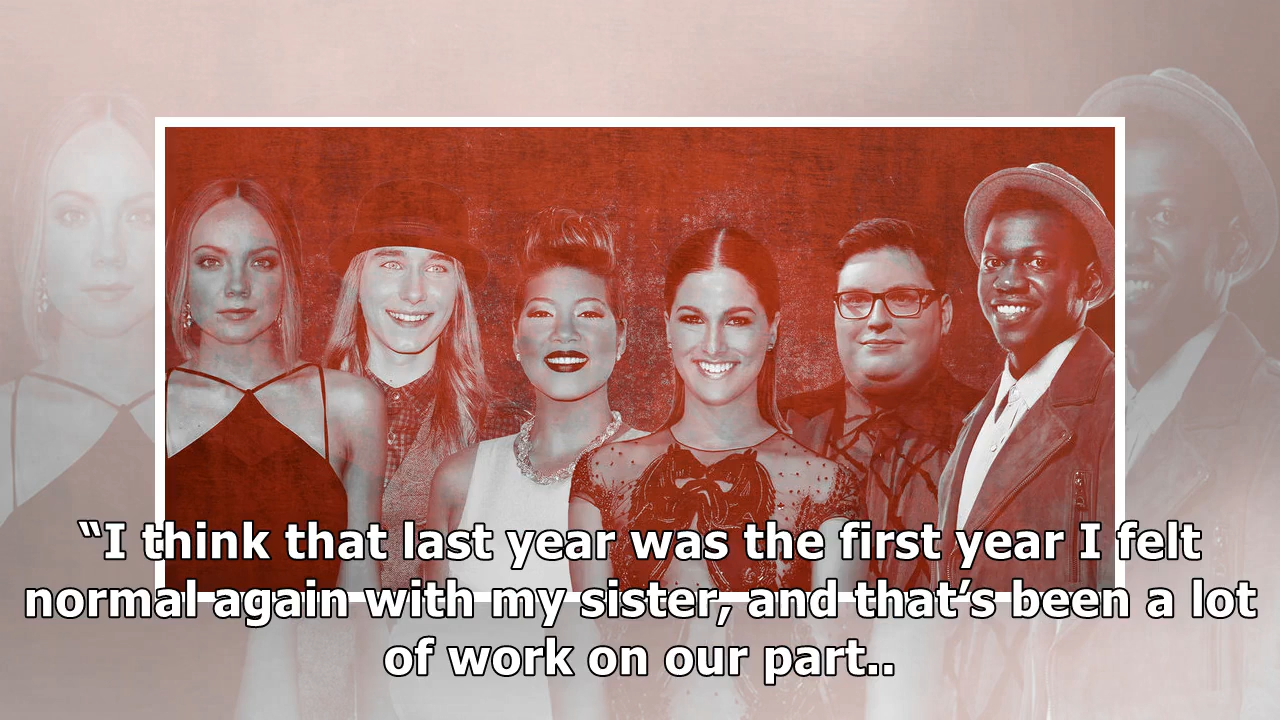 “I think that last year was the first year I felt
normal again with my sister, and that’s been a lot
of work on our part..